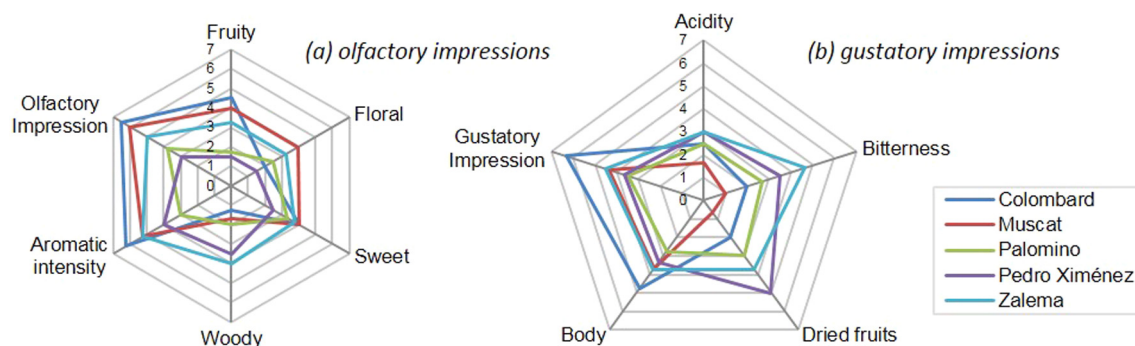 Fruity
7
6
5
4
3
2
1
0
(a) olfactory impressions
Olfactory
Impression
Floral
Aromatic
intensity
Sweet
Woody
Acidity
7
6
5
4
3
2
1
0
(b) gustatory impressions
Gustatory
Impression
Bitterness
Body
Dried fruits
Colombard
Muscat
Palomino
Pedro Ximénez
Zalema